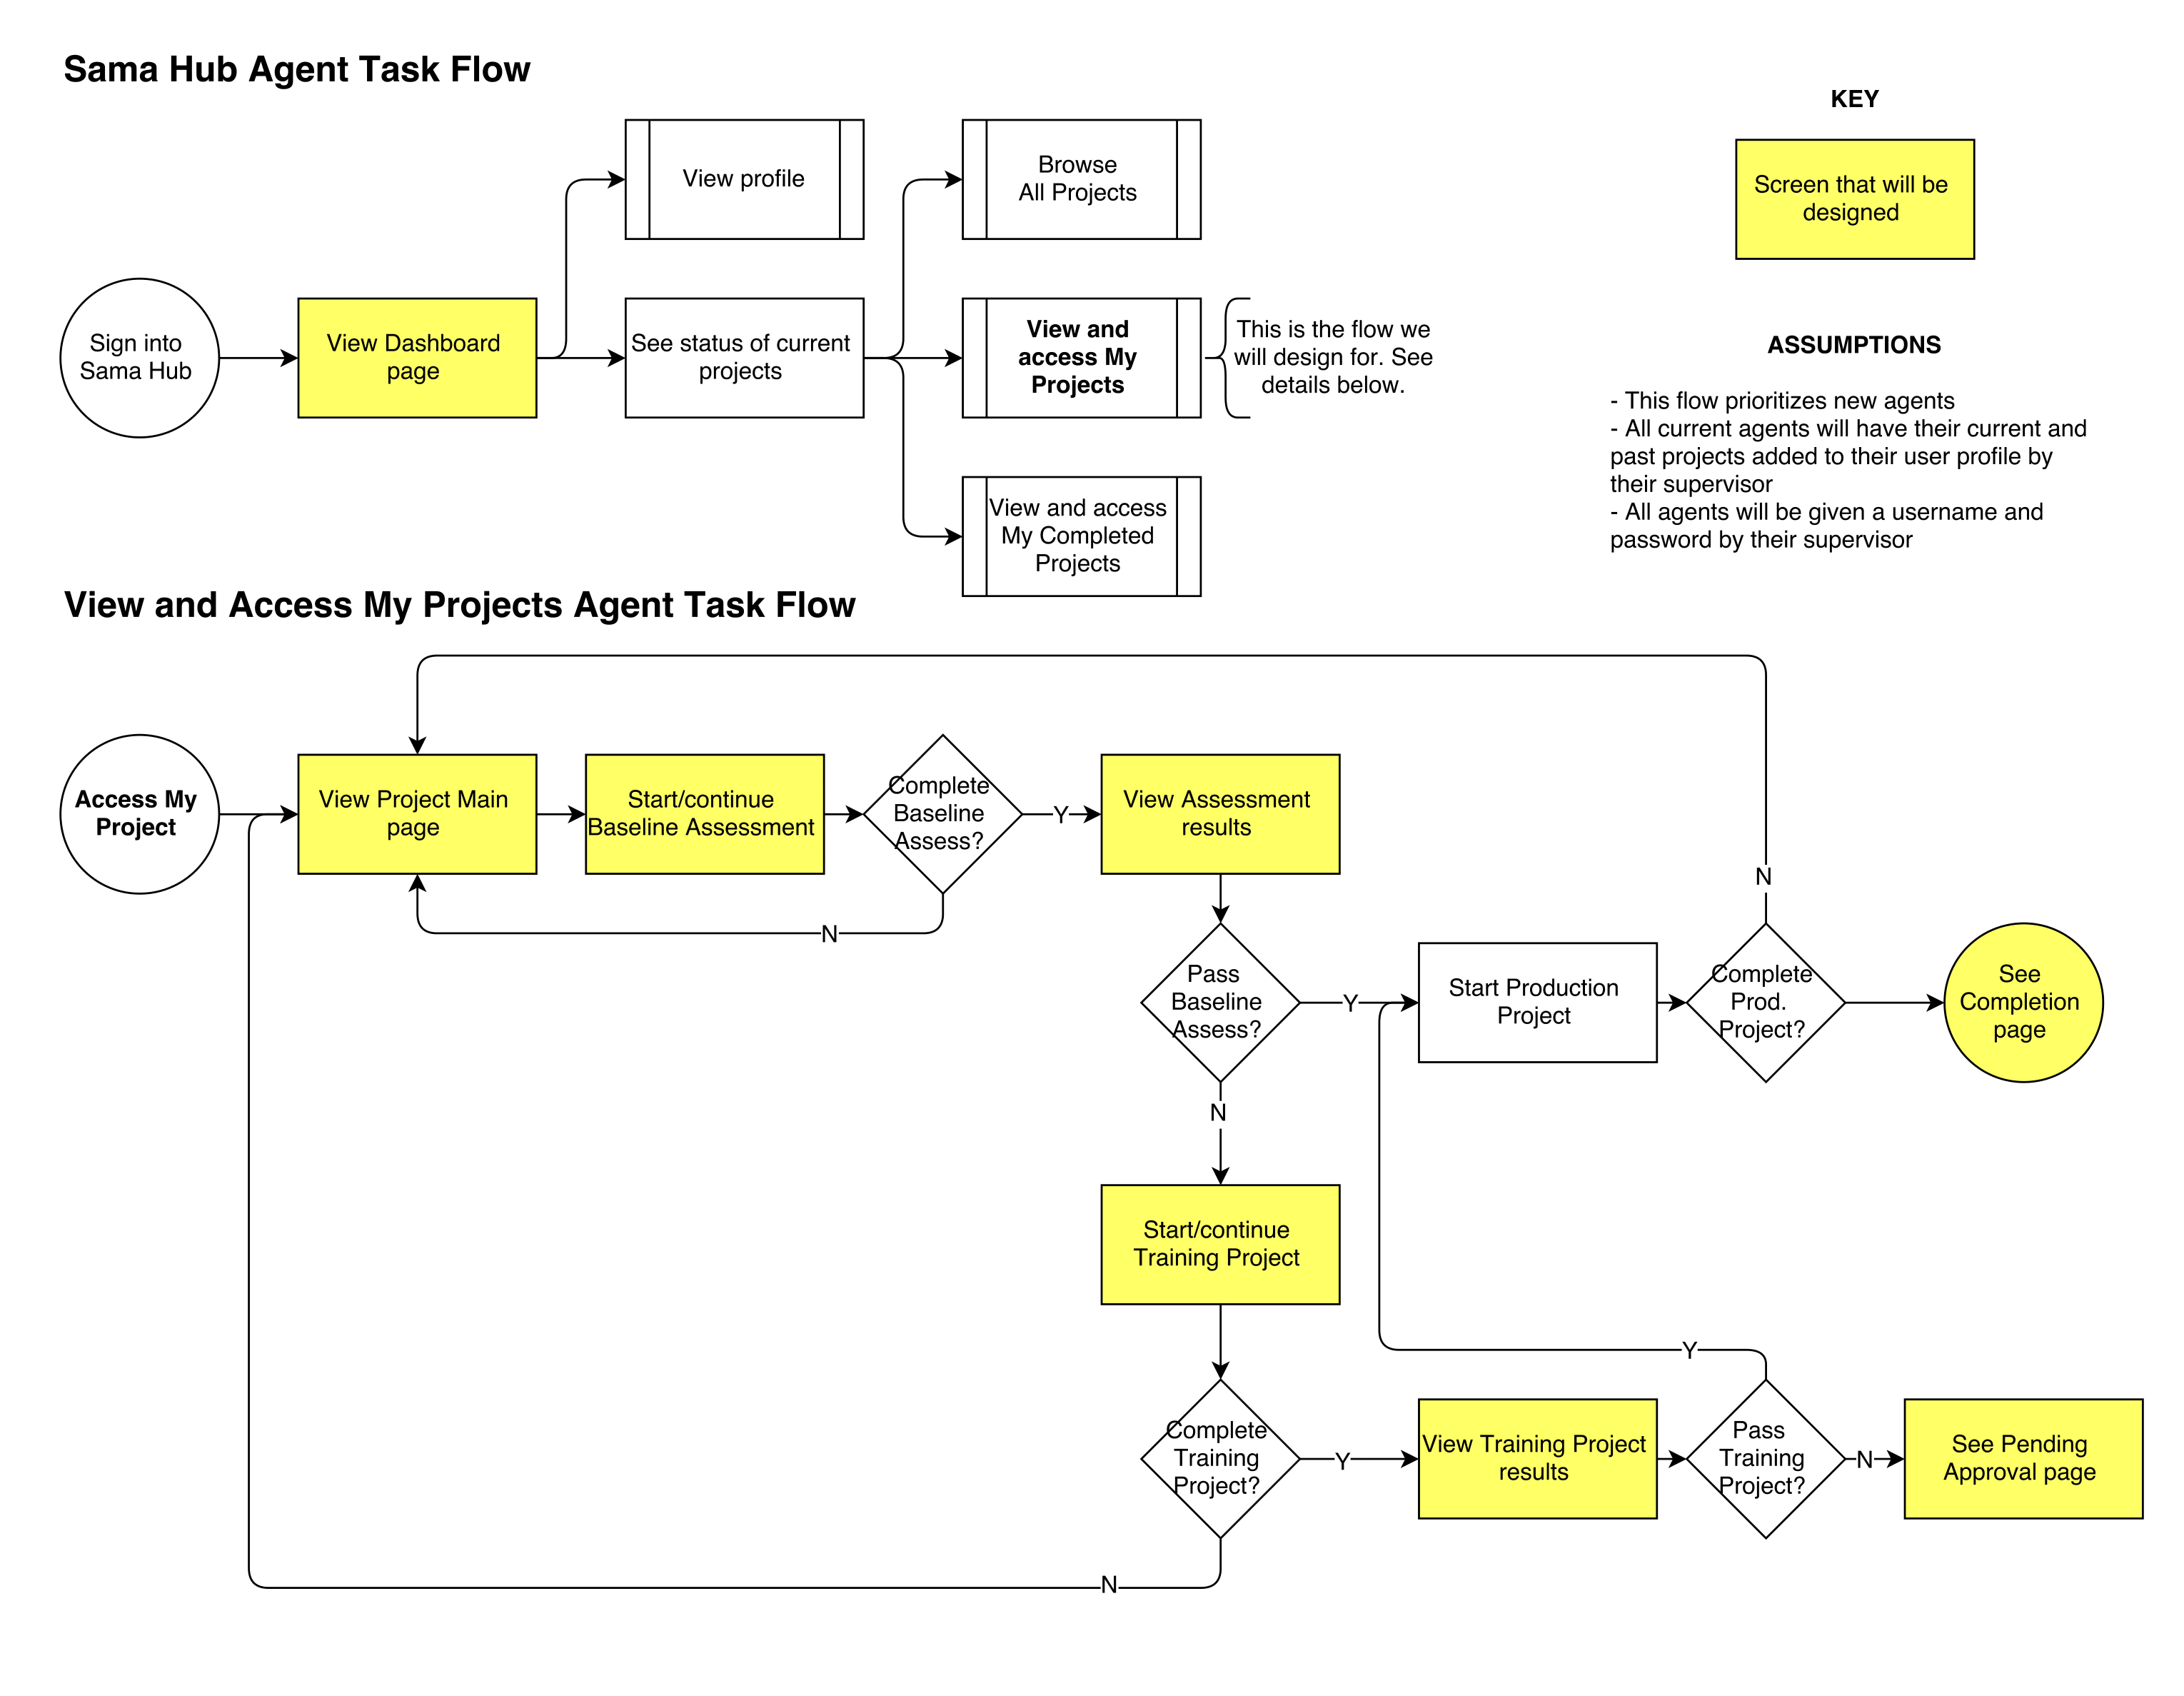 Sama Hub Agent Task Flow
KEY
Screen that will be
designed
View profile
Browse
All Projects
Sign into
Sama Hub
View Dashboard
page
See status of current
projects
View and
access My
Projects
This is the flow we
will design for. See
details below.
View and access
My Completed
Projects
ASSUMPTIONS
- This flow prioritizes new agents
- All current agents will have their current and
past projects added to their user profile by
their supervisor
- All agents will be given a username and
password by their supervisor
View and Access My Projects Agent Task Flow
Access My
Project
View Project Main
page
Start/continue
Baseline Assessment
Complete
Baseline
Assess?
Y
View Assessment
results
N
N
Pass
Baseline
Assess?
Y
Start Production
Project
Complete
Prod.
Project?
See
Completion
page
N
Start/continue
Training Project
Y
Complete
Training
Project?
Y
View Training Project
results
Pass
Training
Project?
N
See Pending
Approval page
N